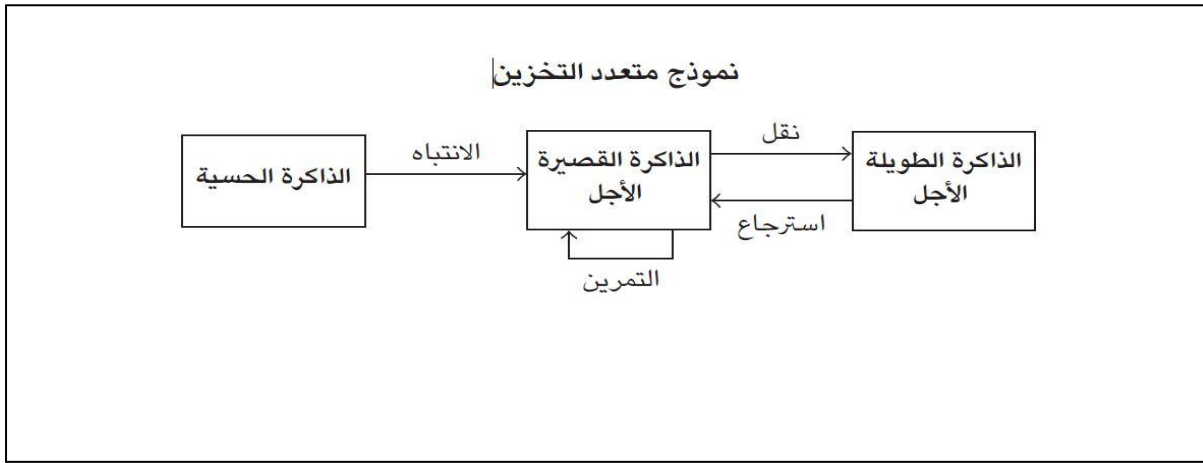 نموذج متعدد التخزين
الذاكرة الحسية
الانتباه
الذاكرة القصيرة
الأجل
التمرين
نقل
استرجاع
الذاكرة الطويلة
الأجل